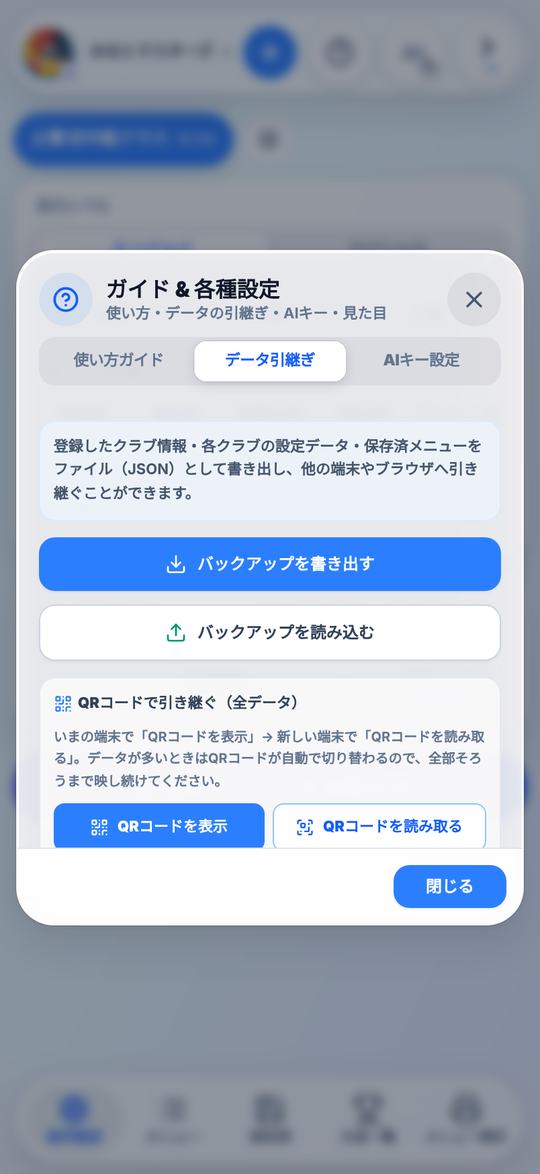 ガイド & 各種設定
使い方・データの引継ぎ・AIキー・見た目
使い方ガイド
データ引継ぎ
AIキー設定
登録したクラブ情報・各クラブの設定データ・保存済メニューを
ファイル（JSON）として書き出し、他の端末やブラウザへ引き
継ぐことができます。
バックアップを書き出す
バックアップを読み込む
QRコードで引き継ぐ（全データ）
いまの端末で「QRコードを表示」→ 新しい端末で「QRコードを読み取
る」。データが多いときはQRコードが自動で切り替わるので、全部そろ
うまで映し続けてください。
QRコードを表示
QRコードを読み取る
閉じる